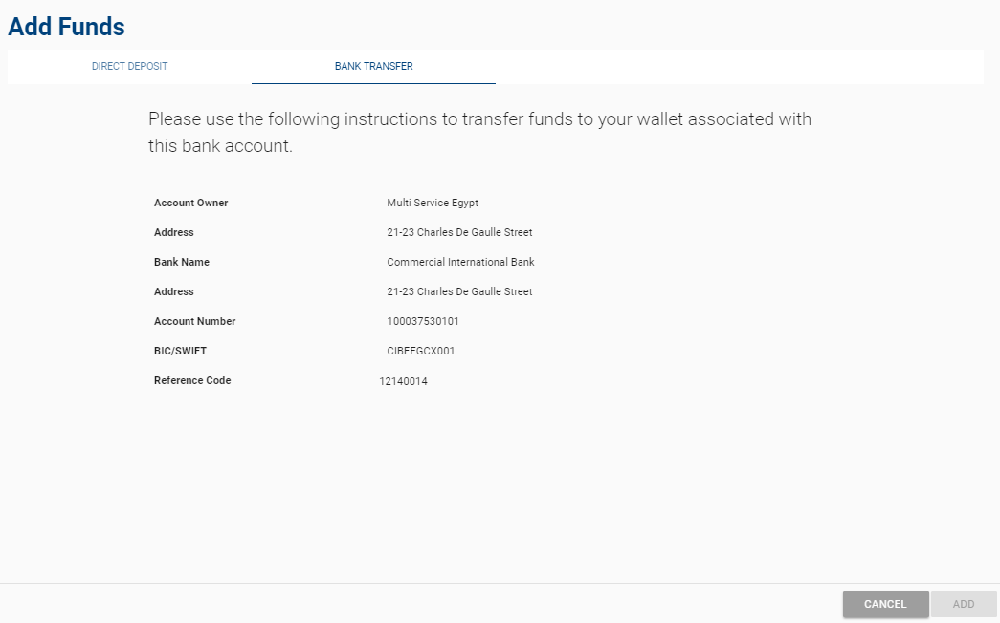 Add Funds
DIRECT DEPOSIT BANK TRANSFER
Please use the following instructions to transfer funds to your wallet associated with
this bank account.
Account Owner Multi Service Egypt
Address 21-23 Charles De Gaulle Street
Bank Name Commercial International Bank
Address 21-23 Charles De Gaulle Street
Account Number 100037530101
BIC/SWIFT CIBEEGCX001
Reference Code 12140014
CANCEL ADD